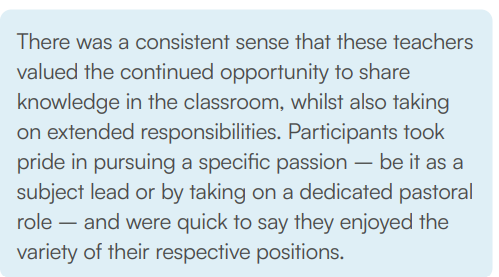 There was a consistent sense that these teachers
valued the continued opportunity to share
knowledge in the classroom, whilst also taking
on extended responsibilities. Participants took
pride in pursuing a specific passion — be it as a
subject lead or by taking on a dedicated pastoral
role — and were quick to say they enjoyed the
variety of their respective positions.